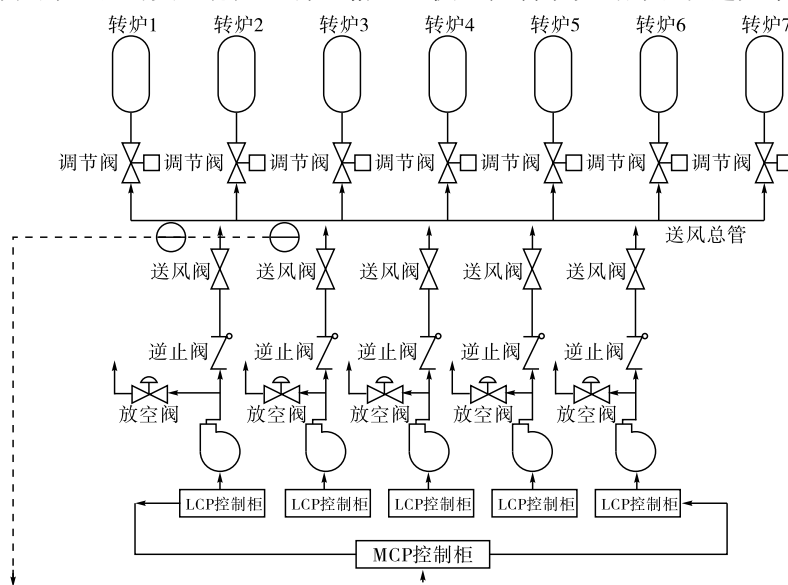 转炉1 转炉2 转炉3 转炉4 转炉5 转炉6 转炉7
调节阀 调节阀 调节阀 调节阀 调节阀 调节阀 调节阀
送风总管
送风阀 送风阀 送风阀 送风阀 送风阀
逆止阀 逆止阀 逆止阀 逆止阀 逆止阀
放空阀 放空阀 放空阀 放空阀 放空阀
LCP控制柜 LCP控制柜 LCP控制柜 LCP控制柜 LCP控制柜
MCP控制柜